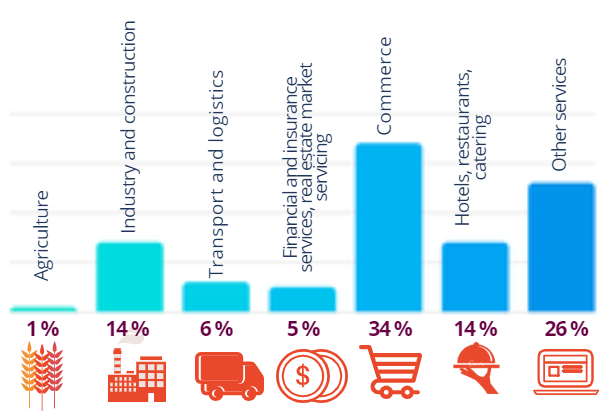 Agriculture
Industry and construction
Transport and logistics
Financial and insurance
services, real estate market
servicing
Commerce
Hotels, restaurants,
catering
Other services
1 %
14 %
6 %
5 %
34 %
14 %
26 %
$